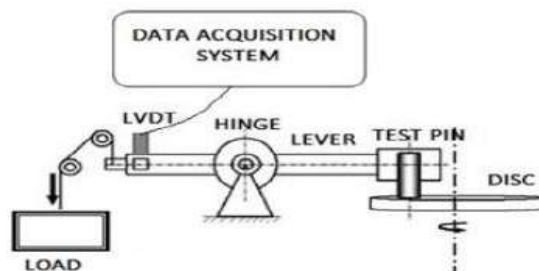 DATA ACQUISITION
SYSTEM
LVDT
HINGE
LEVER
TEST PIN
DISC
LOAD